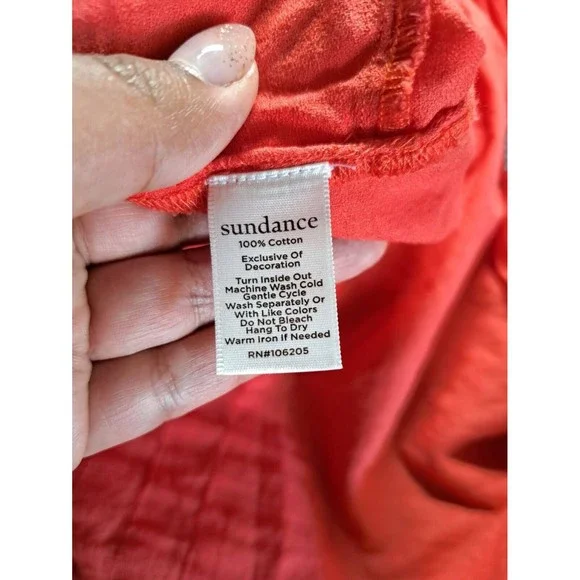 sundance
100% Cotton
Exclusive Of
Decoration
Turn Inside Out
Machine Wash Cold
Gentle Cycle
Wash Separately Or
With Like Colors
Do Not Bleach
Hang To Dry
Warm Iron If Needed
RN#106205